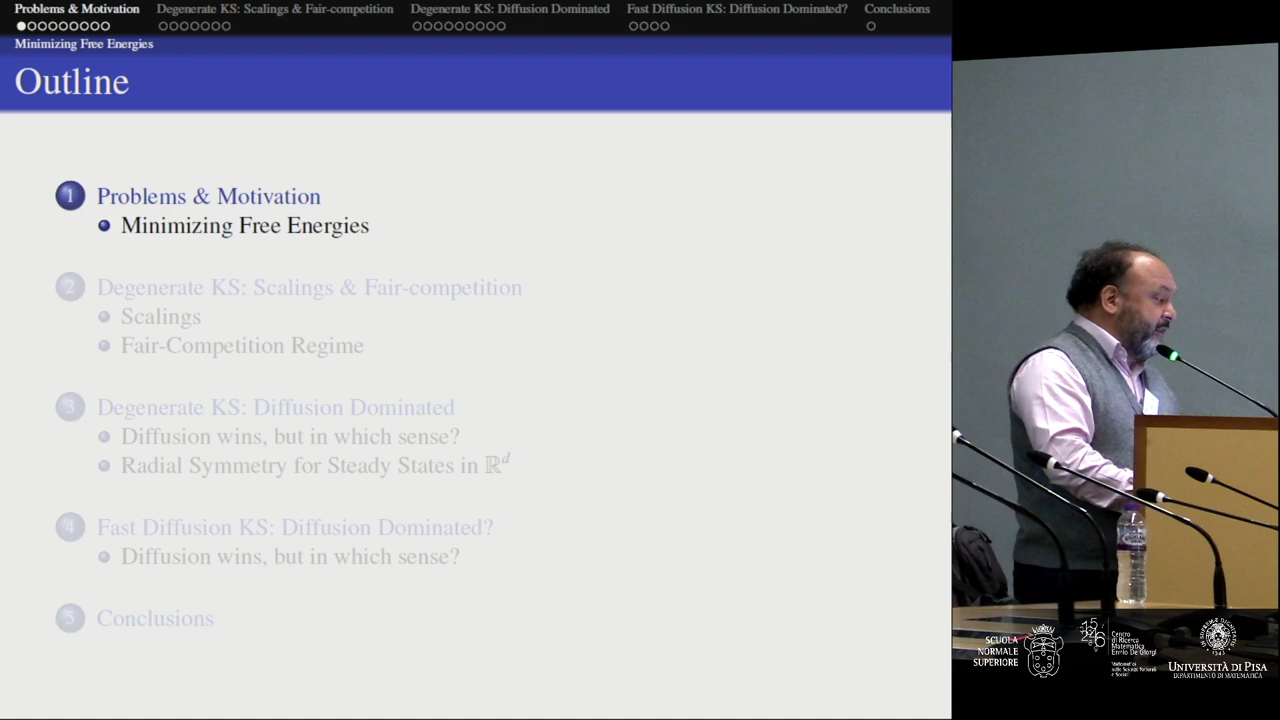 Problems & Motivation
Degenerate KS: Scalings & Fair-competition
Degenerate KS: Diffusion Dominated
Fast Diffusion KS: Diffusion Dominated?
Conclusions
Minimizing Free Energies
Outline
1 Problems & Motivation
Minimizing Free Energies
2 Degenerate KS: Scalings & Fair-competition
Scalings
Fair-Competition Regime
3 Degenerate KS: Diffusion Dominated
Diffusion wins, but in which sense?
Radial Symmetry for Steady States in ℝᵈ
4 Fast Diffusion KS: Diffusion Dominated?
Diffusion wins, but in which sense?
5 Conclusions
SCUOLA
NORMALE
SUPERIORE
Centro
di Ricerca
Matematica
Ennio De Giorgi
UNIVERSITÀ DI PISA
DIPARTIMENTO DI MATEMATICA